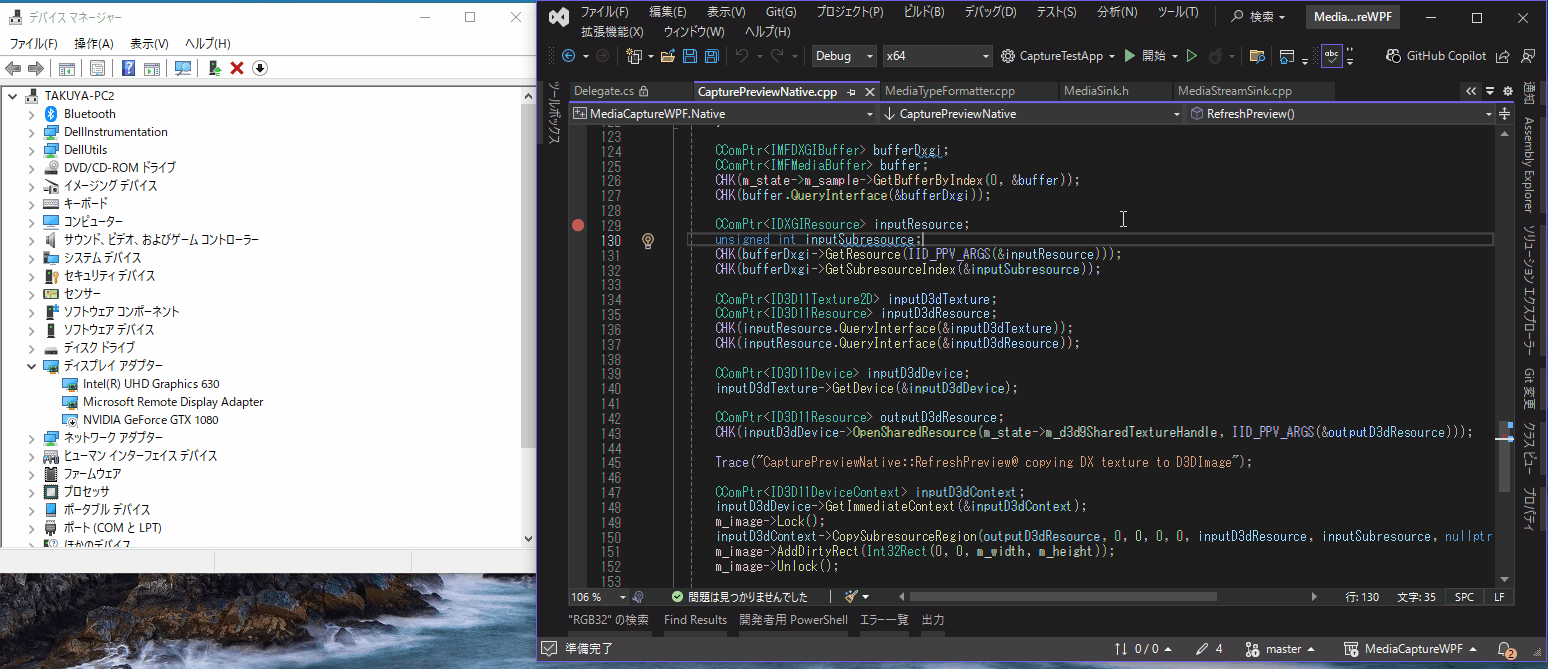 デバイス マネージャー
ファイル(F) 操作(A) 表示(V) ヘルプ(H)
TAKUYA-PC2
Bluetooth
DellInstrumentation
DellUtils
DVD/CD-ROM ドライブ
イメージング デバイス
キーボード
コンピューター
サウンド、ビデオ、およびゲーム コントローラー
システム デバイス
セキュリティ デバイス
センサー
ソフトウェア コンポーネント
ソフトウェア デバイス
ディスク ドライブ
ディスプレイ アダプター
Intel(R) UHD Graphics 630
Microsoft Remote Display Adapter
NVIDIA GeForce GTX 1080
ネットワーク アダプター
ヒューマン インターフェイス デバイス
ファームウェア
プロセッサ
ポータブル デバイス
ポート (COM と LPT)
ほかのデバイス
ファイル(F) 編集(E) 表示(V) Git(G) プロジェクト(P) ビルド(B) デバッグ(D) テスト(S) 分析(N) ツール(T) 検索 Media...reWPF
拡張機能(X) ウィンドウ(W) ヘルプ(H)
Debug x64 CaptureTestApp 開始 abc GitHub Copilot
ツールボックス
Delegate.cs CapturePreviewNative.cpp MediaTypeFormatter.cpp MediaSink.h MediaStreamSink.cpp
MediaCaptureWPF.Native CapturePreviewNative RefreshPreview()
123
124 CComPtr<IMFDXGIBuffer> bufferDxgi;
125 CComPtr<IMFMediaBuffer> buffer;
126 CHK(m_state->m_sample->GetBufferByIndex(0, &buffer));
127 CHK(buffer.QueryInterface(&bufferDxgi));
128
129 CComPtr<IDXGIResource> inputResource;
130 unsigned int inputSubresource;
131 CHK(bufferDxgi->GetResource(IID_PPV_ARGS(&inputResource)));
132 CHK(bufferDxgi->GetSubresourceIndex(&inputSubresource));
133
134 CComPtr<ID3D11Texture2D> inputD3dTexture;
135 CComPtr<ID3D11Resource> inputD3dResource;
136 CHK(inputResource.QueryInterface(&inputD3dTexture));
137 CHK(inputResource.QueryInterface(&inputD3dResource));
138
139 CComPtr<ID3D11Device> inputD3dDevice;
140 inputD3dTexture->GetDevice(&inputD3dDevice);
141
142 CComPtr<ID3D11Resource> outputD3dResource;
143 CHK(inputD3dDevice->OpenSharedResource(m_state->m_d3d9SharedTextureHandle, IID_PPV_ARGS(&outputD3dResource)));
144
145 Trace("CapturePreviewNative::RefreshPreview@ copying DX texture to D3DImage");
146
147 CComPtr<ID3D11DeviceContext> inputD3dContext;
148 inputD3dDevice->GetImmediateContext(&inputD3dContext);
149 m_image->Lock();
150 inputD3dContext->CopySubresourceRegion(outputD3dResource, 0, 0, 0, 0, inputD3dResource, inputSubresource, nullptr
151 m_image->AddDirtyRect(Int32Rect(0, 0, m_width, m_height));
152 m_image->Unlock();
153
106 % 問題は見つかりませんでした 行: 130 文字: 35 SPC LF
"RGB32" の検索 Find Results 開発者用 PowerShell エラー一覧 出力
準備完了 0 / 0 4 master MediaCaptureWPF 2
通知
Assembly Explorer
ソリューション エクスプローラー
Git 変更
クラス ビュー
プロパティ